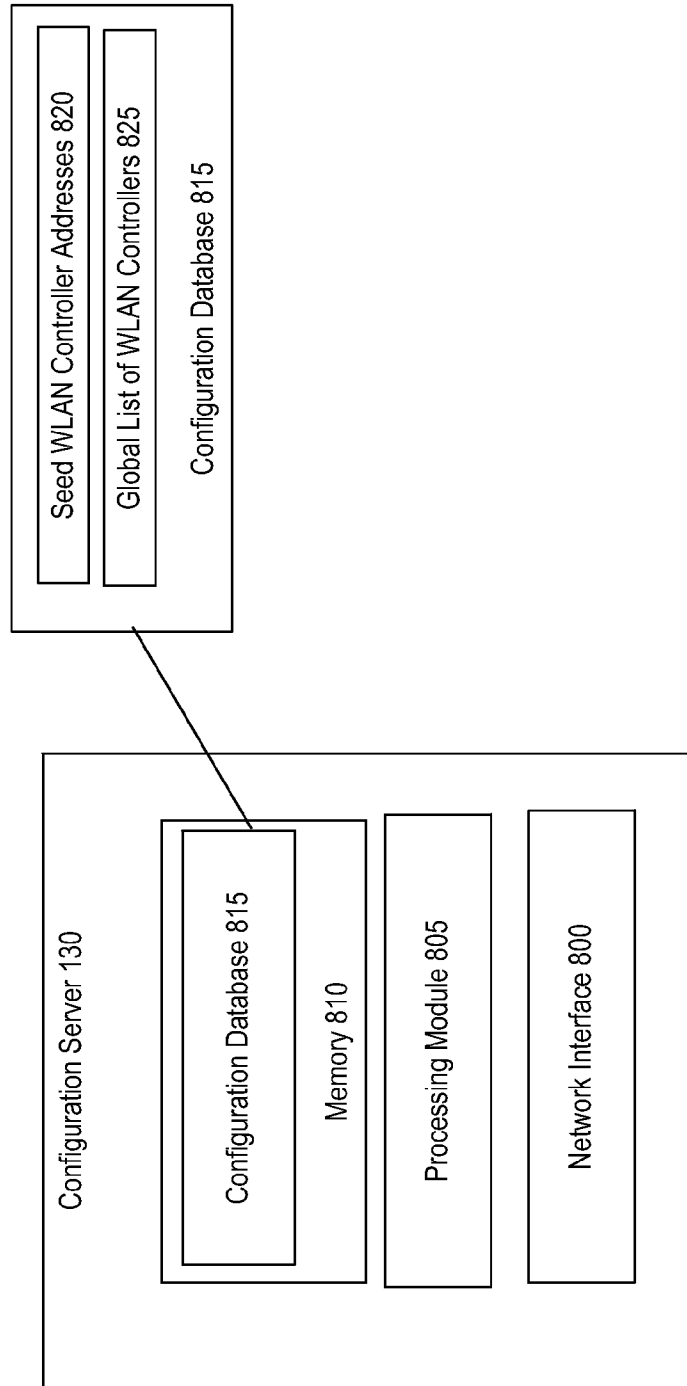 Configuration Server 130
Configuration Database 815
Memory 810
Processing Module 805
Network Interface 800
Seed WLAN Controller Addresses 820
Global List of WLAN Controllers 825
Configuration Database 815